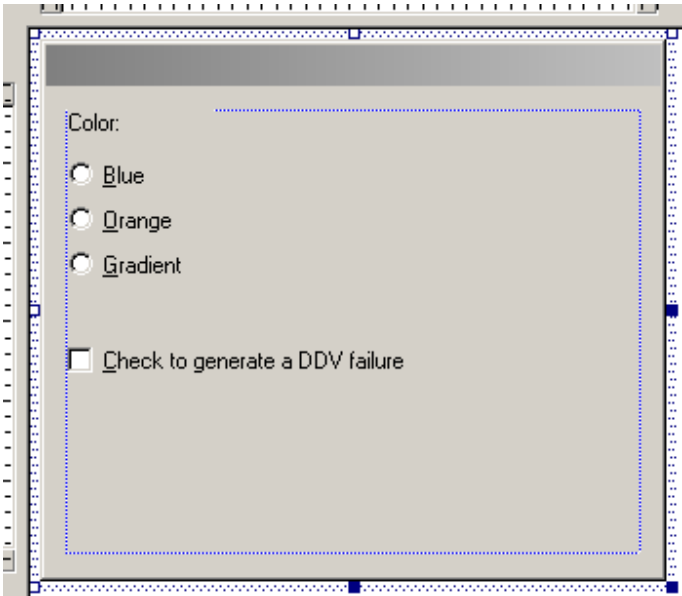 Color:
Blue
Orange
Gradient
Check to generate a DDV failure